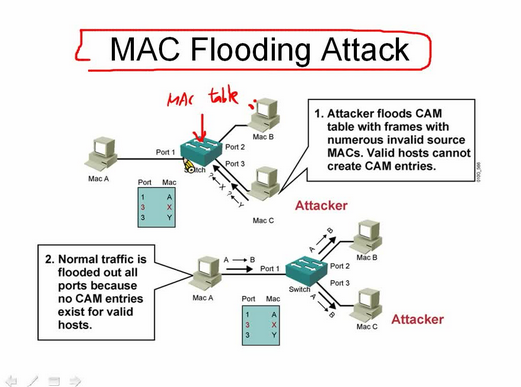 MAC Flooding Attack
MAC table
Mac B
1. Attacker floods CAM
table with frames with
numerous invalid source
MACs. Valid hosts cannot
create CAM entries.
Port 1
Port 2
Port 3
Switch
Mac A
?←X
?←Y
Mac C
Port Mac
1 A
3 X
3 Y
Attacker
2. Normal traffic is
flooded out all
ports because
no CAM entries
exist for valid
hosts.
A → B
Port 1
Mac A
A → B
Mac B
Port 2
Port 3
Switch
A → B
Mac C
Attacker
Port Mac
1 A
3 X
3 Y